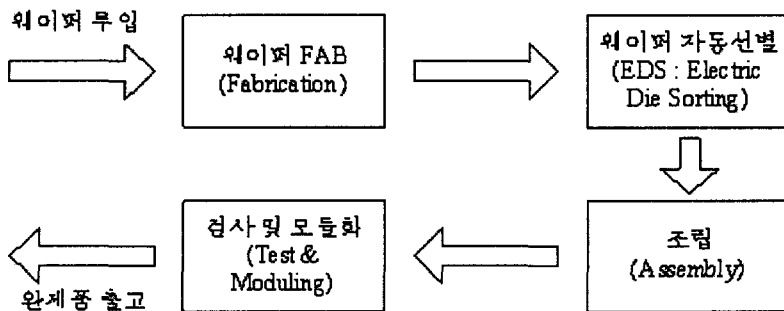 웨이퍼 투입
웨이퍼 FAB
(Fabrication)
웨이퍼 자동선별
(EDS : Electric
Die Sorting)
조립
(Assembly)
검사 및 모듈화
(Test &
Moduling)
완제품 출고